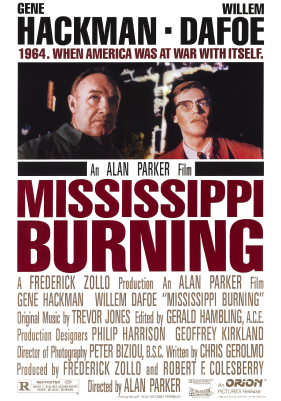 GENE WILLEM
HACKMAN · DAFOE
1964. WHEN AMERICA WAS AT WAR WITH ITSELF.
An ALAN PARKER Film
MISSISSIPPI
BURNING
A FREDERICK ZOLLO Production An ALAN PARKER Film
GENE HACKMAN WILLEM DAFOE "MISSISSIPPI BURNING"
Original Music by TREVOR JONES Edited by GERALD HAMBLING, A.C.E.
Production Designers PHILIP HARRISON GEOFFREY KIRKLAND
Director of Photography PETER BIZIOU, B.S.C. Written by CHRIS GEROLMO
Produced by FREDERICK ZOLLO and ROBERT F. COLESBERRY
Directed by ALAN PARKER
R RESTRICTED
An ORION
PICTURES Release